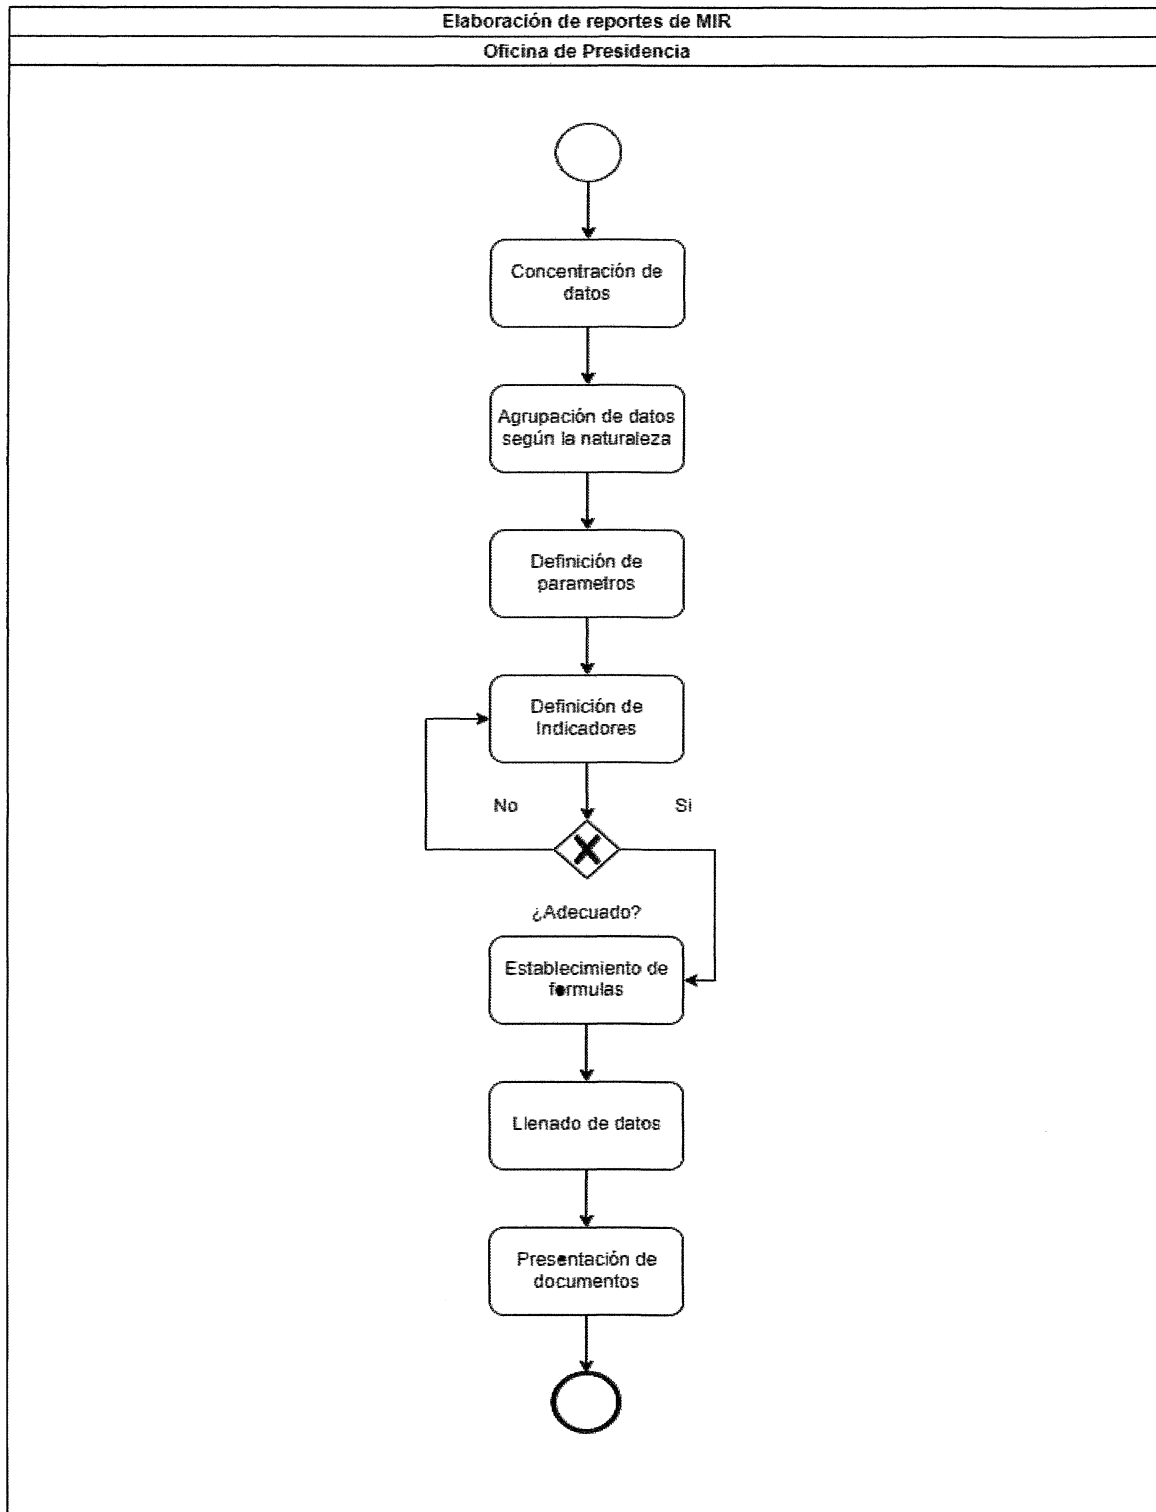 Elaboración de reportes de MIR
Oficina de Presidencia
Concentración de
datos
Agrupación de datos
según la naturaleza
Definición de
parametros
Definición de
Indicadores
No
Si
¿Adecuado?
Establecimiento de
formulas
Llenado de datos
Presentación de
documentos